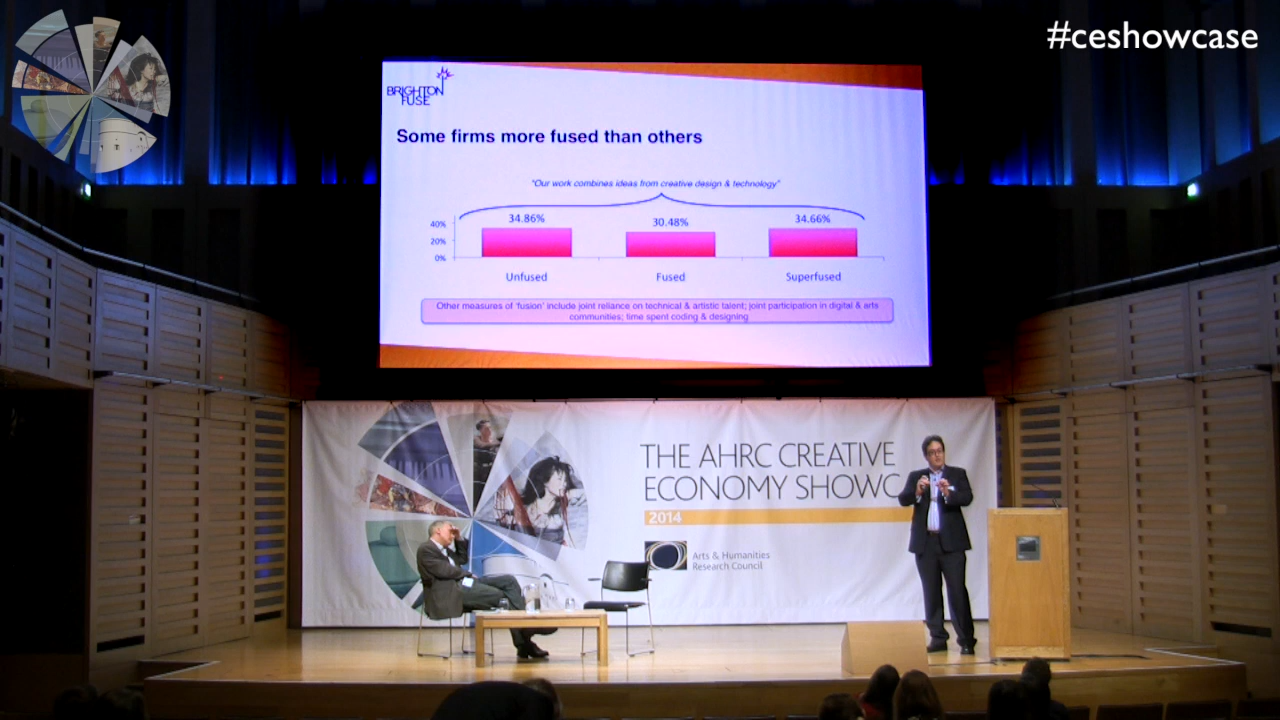 #ceshowcase
BRIGHTON
FUSE
Some firms more fused than others
"Our work combines ideas from creative design & technology"
34.86%
30.48%
34.66%
40%
20%
0%
Unfused
Fused
Superfused
Other measures of 'fusion' include joint reliance on technical & artistic talent; joint participation in digital & arts
communities; time spent coding & designing
THE AHRC CREATIVE
ECONOMY SHOWC
2014
Arts & Humanities
Research Council